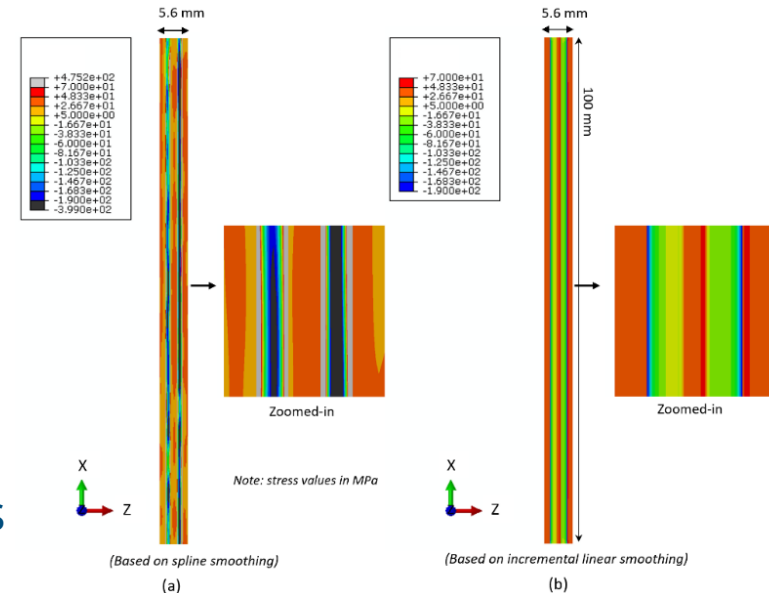 5.6 mm
+4.752e+02
+7.000e+01
+4.833e+01
+2.667e+01
+5.000e+00
-1.667e+01
-3.833e+01
-6.000e+01
-8.167e+01
-1.033e+02
-1.250e+02
-1.467e+02
-1.683e+02
-1.900e+02
-3.990e+02
Zoomed-in
Note: stress values in MPa
X
Z
(Based on spline smoothing)
(a)
5.6 mm
+7.000e+01
+4.833e+01
+2.667e+01
+5.000e+00
-1.667e+01
-3.833e+01
-6.000e+01
-8.167e+01
-1.033e+02
-1.250e+02
-1.467e+02
-1.683e+02
-1.900e+02
100 mm
Zoomed-in
X
Z
(Based on incremental linear smoothing)
(b)
s